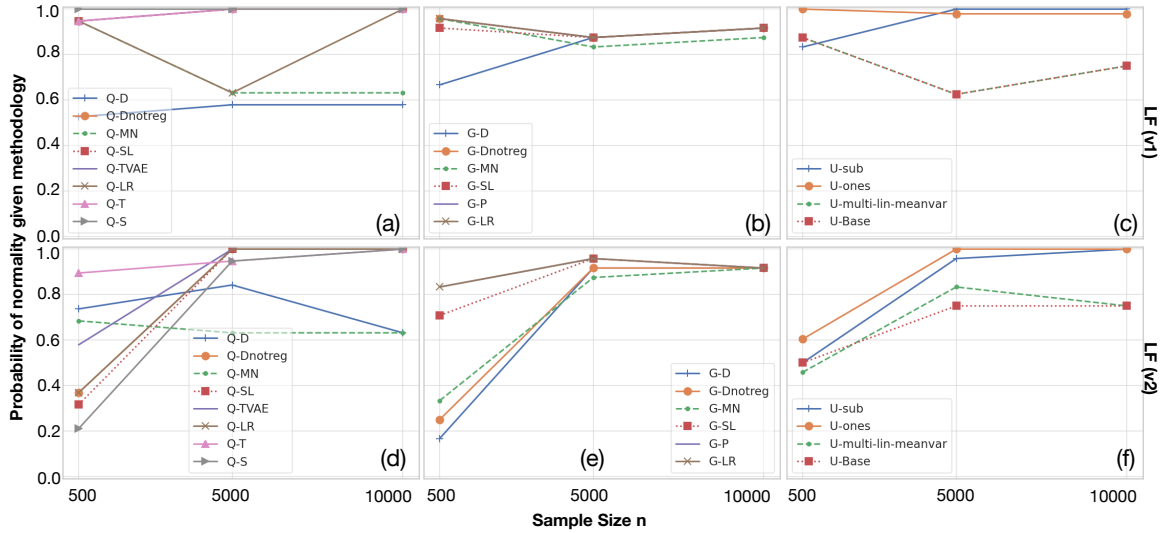 Probability of normality given methodology
1.0
0.8
0.6
0.4
0.2
0.0
Q-D
Q-Dnotreg
Q-MN
Q-SL
Q-TVAE
Q-LR
Q-T
Q-S
(a)
G-D
G-Dnotreg
G-MN
G-SL
G-P
G-LR
(b)
U-sub
U-ones
U-multi-lin-meanvar
U-Base
(c)
LF (v1)
1.0
0.8
0.6
0.4
0.2
0.0
Q-D
Q-Dnotreg
Q-MN
Q-SL
Q-TVAE
Q-LR
Q-T
Q-S
(d)
G-D
G-Dnotreg
G-MN
G-SL
G-P
G-LR
(e)
U-sub
U-ones
U-multi-lin-meanvar
U-Base
(f)
LF (v2)
500 5000 10000 500 5000 10000 500 5000 10000
Sample Size n